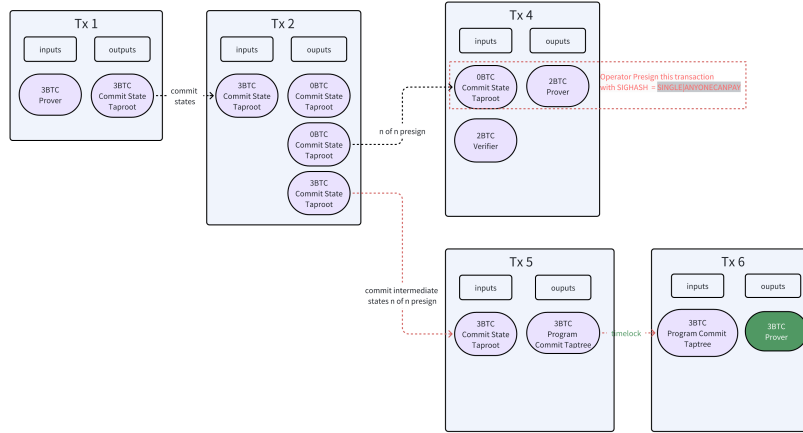 Tx 1
inputs
outputs
3BTC
Prover
3BTC
Commit State
Taproot
commit
states
Tx 2
inputs
ouputs
3BTC
Commit State
Taproot
0BTC
Commit State
Taproot
0BTC
Commit State
Taproot
3BTC
Commit State
Taproot
n of n presign
Tx 4
inputs
ouputs
0BTC
Commit State
Taproot
2BTC
Prover
2BTC
Verifier
Operator Presign this transaction
with SIGHASH = SINGLE|ANYONECANPAY
commit intermediate
states n of n presign
Tx 5
inputs
ouputs
3BTC
Commit State
Taproot
3BTC
Program
Commit Taptree
timelock
Tx 6
inputs
ouputs
3BTC
Program Commit
Taptree
3BTC
Prover